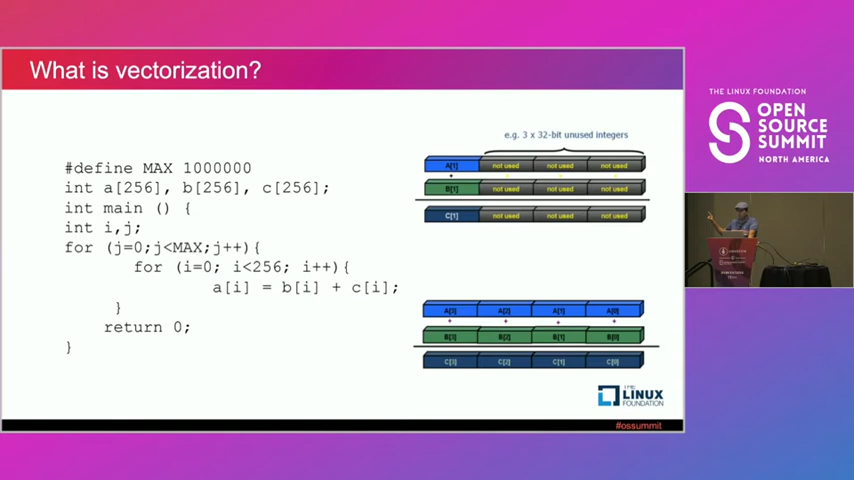 What is vectorization?
#define MAX 1000000
int a[256], b[256], c[256];
int main () {
int i,j;
for (j=0;j<MAX;j++){
for (i=0; i<256; i++){
a[i] = b[i] + c[i];
}
return 0;
}
e.g. 3 x 32-bit unused integers
A[1] not used not used not used
+
B[1] not used not used not used
C[1] not used not used not used
A[3] A[2] A[1] A[0]
+ + + +
B[3] B[2] B[1] B[0]
C[3] C[2] C[1] C[0]
THE
LINUX
FOUNDATION
#ossummit
THE LINUX FOUNDATION
OPEN
SOURCE
SUMMIT
NORTH AMERICA